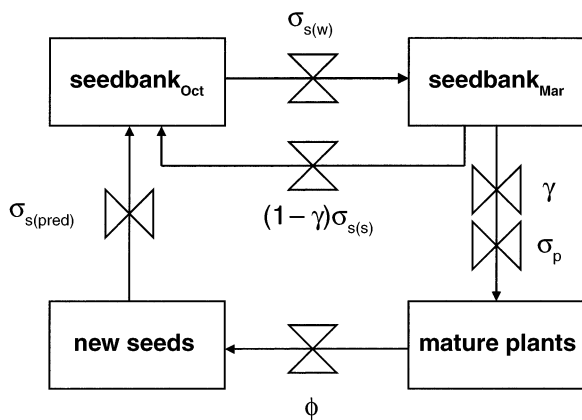 σs(w)
seedbankOct
seedbankMar
σs(pred)
(1− γ)σs(s)
γ
σp
new seeds
mature plants
ϕ